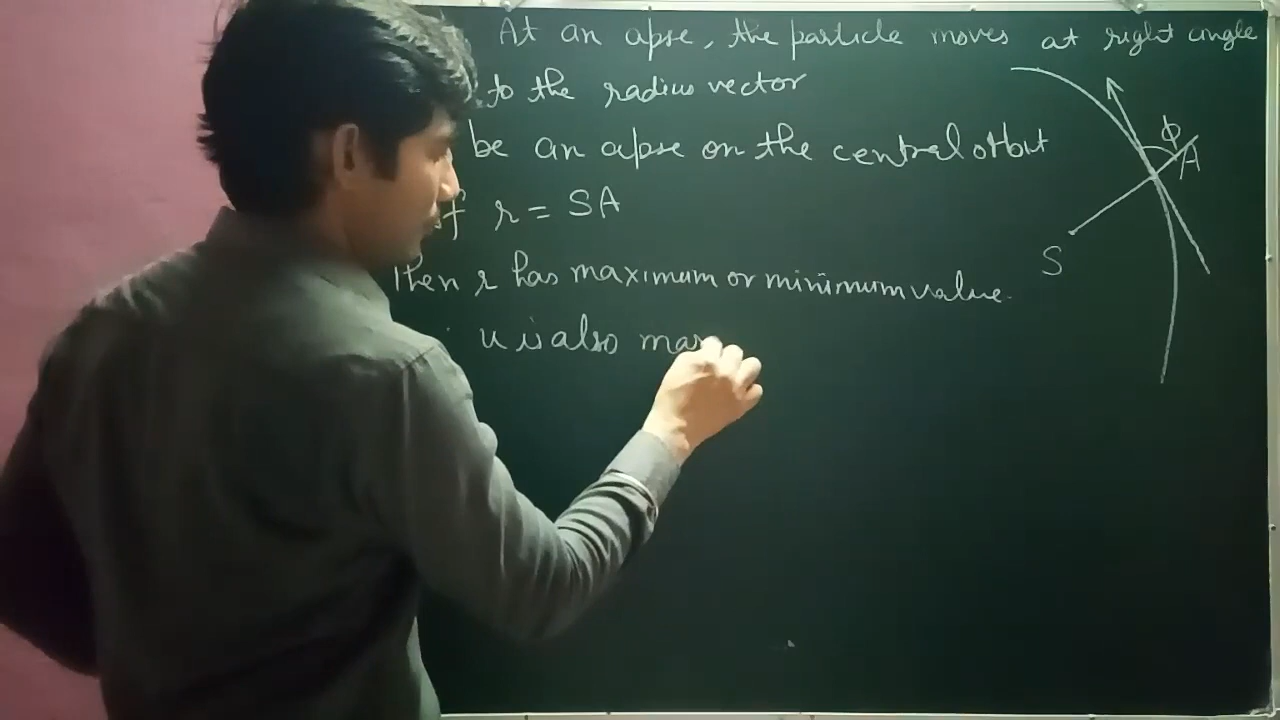 At an apse, the particle moves at right angle
to the radius vector
be an apse on the central orbit
r = SA
Then r has maximum or minimum value.
u is also
ϕ
A
S